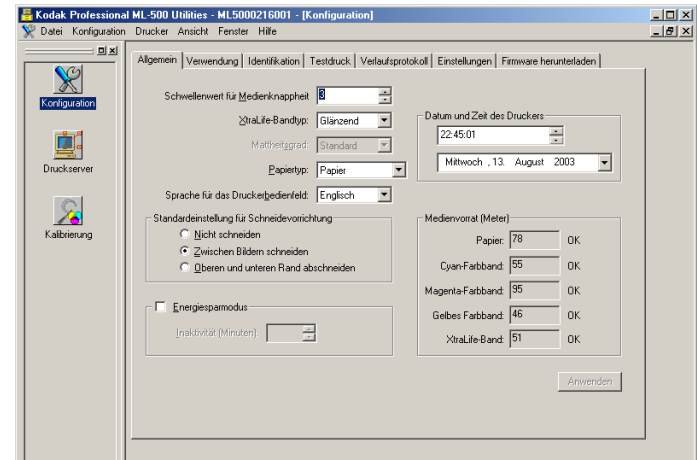 Kodak Professional ML-500 Utilities - ML5000216001 - [Konfiguration]
Datei Konfiguration Drucker Ansicht Fenster Hilfe
Konfiguration
Druckserver
Kalibrierung
Allgemein Verwendung Identifikation Testdruck Verlaufsprotokoll Einstellungen Firmware herunterladen
Schwellenwert für Medienknappheit 3
XtraLife-Bandtyp: Glänzend
Mattheitsgrad: Standard
Papiertyp: Papier
Sprache für das Druckerbedienfeld: Englisch
Standardeinstellung für Schneidevorrichtung
Nicht schneiden
Zwischen Bildern schneiden
Oberen und unteren Rand abschneiden
Energiesparmodus
Inaktivität (Minuten):
Datum und Zeit des Druckers
22:45:01
Mittwoch , 13. August 2003
Medienvorrat (Meter)
Papier: 78 OK
Cyan-Farbband: 55 OK
Magenta-Farbband: 95 OK
Gelbes Farbband: 46 OK
XtraLife-Band: 51 OK
Anwenden